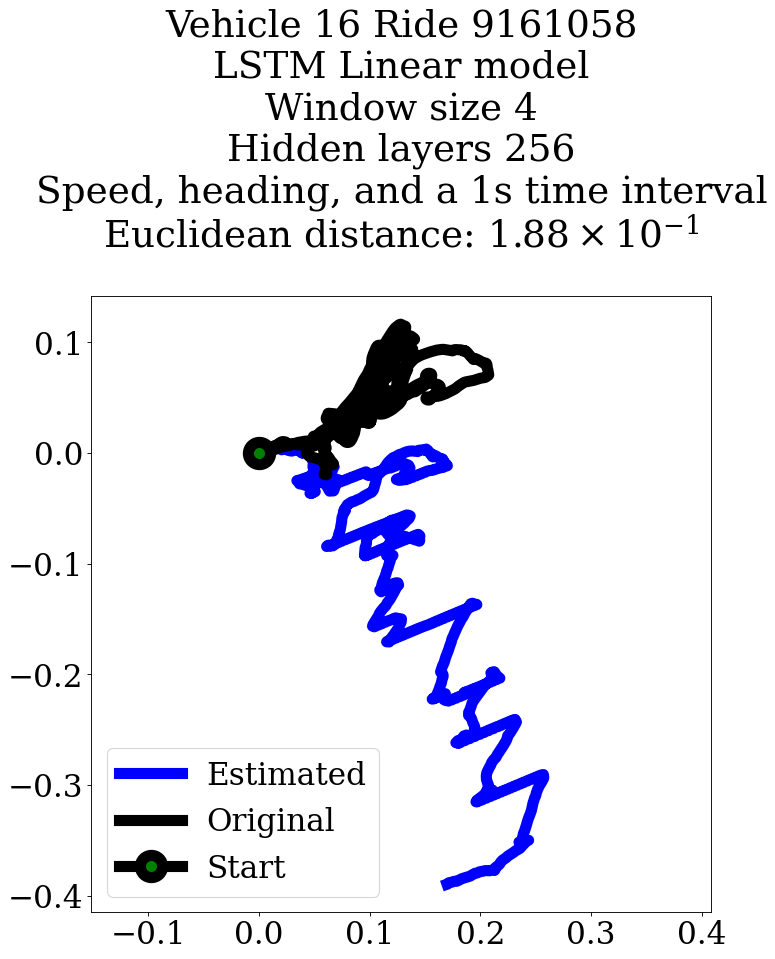 Vehicle 16 Ride 9161058
LSTM Linear model
Window size 4
Hidden layers 256
Speed, heading, and a 1s time interval
Euclidean distance: 1.88 × 10⁻¹
0.1
0.0
−0.1
−0.2
−0.3
−0.4
Estimated
Original
Start
−0.1 0.0 0.1 0.2 0.3 0.4